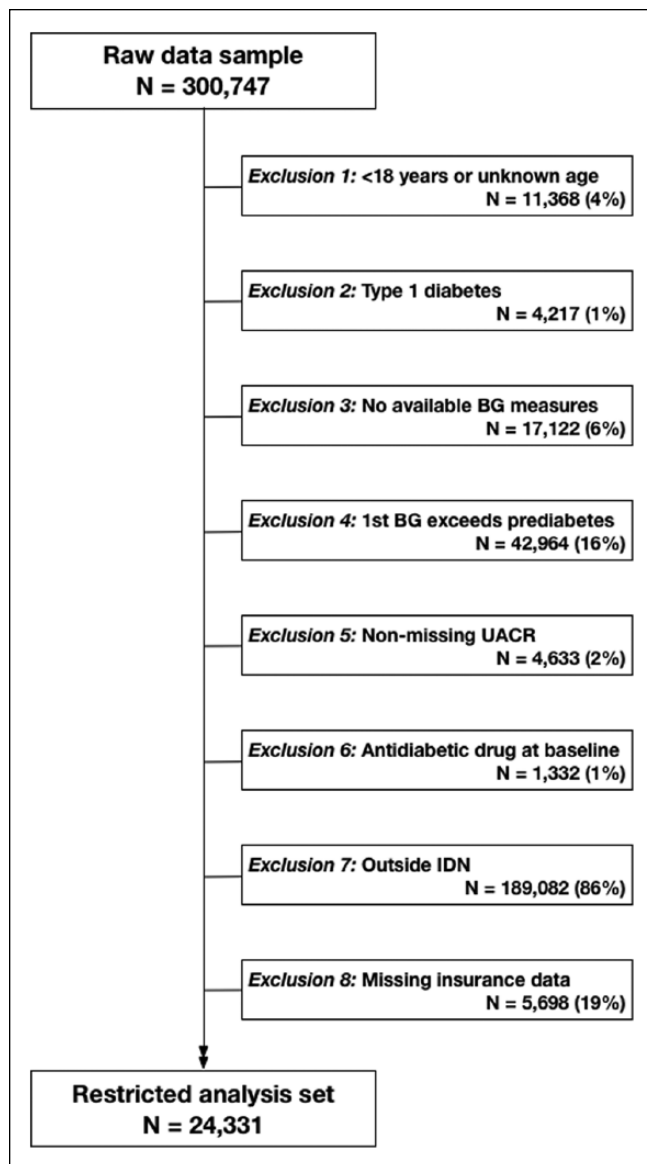 Raw data sample
N = 300,747
Exclusion 1: <18 years or unknown age
N = 11,368 (4%)
Exclusion 2: Type 1 diabetes
N = 4,217 (1%)
Exclusion 3: No available BG measures
N = 17,122 (6%)
Exclusion 4: 1st BG exceeds prediabetes
N = 42,964 (16%)
Exclusion 5: Non-missing UACR
N = 4,633 (2%)
Exclusion 6: Antidiabetic drug at baseline
N = 1,332 (1%)
Exclusion 7: Outside IDN
N = 189,082 (86%)
Exclusion 8: Missing insurance data
N = 5,698 (19%)
Restricted analysis set
N = 24,331